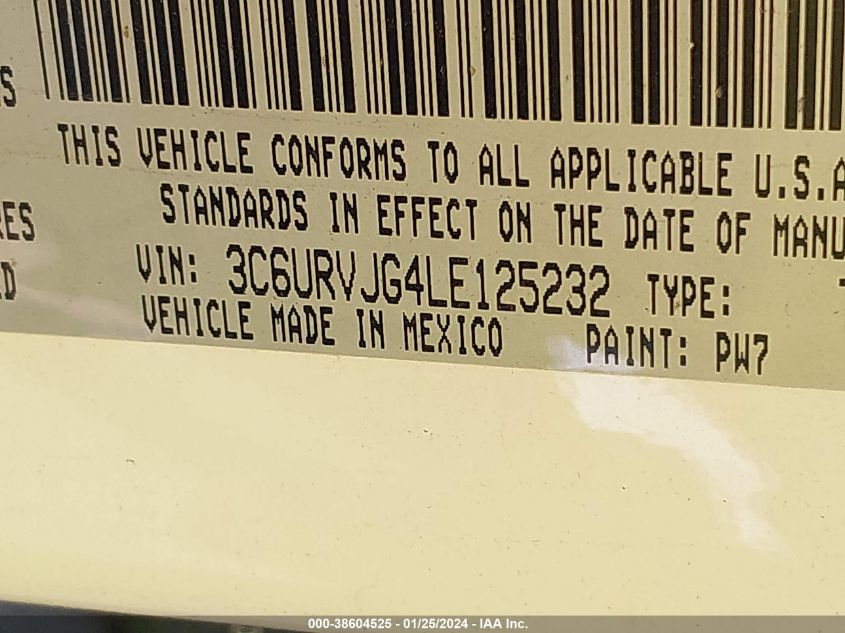 S
THIS VEHICLE CONFORMS TO ALL APPLICABLE U.S.A
RES
STANDARDS IN EFFECT ON THE DATE OF MANU
D
VIN: 3C6URVJG4LE125232 TYPE:
VEHICLE MADE IN MEXICO PAINT: PW7
000-38604525 - 01/25/2024 - IAA Inc.